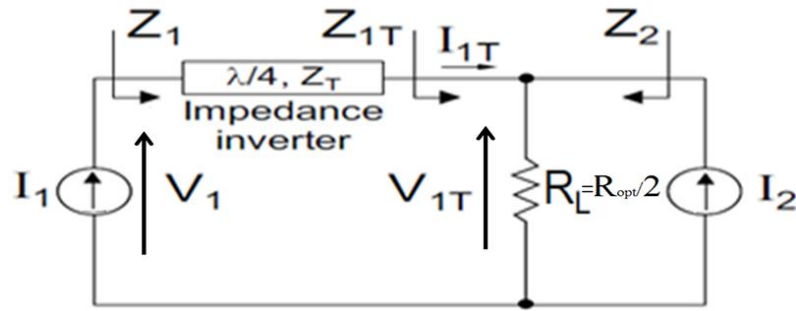 Z1 Z1T I1T Z2
λ/4, ZT
Impedance
inverter
I1 V1 V1T RL=Ropt/2 I2